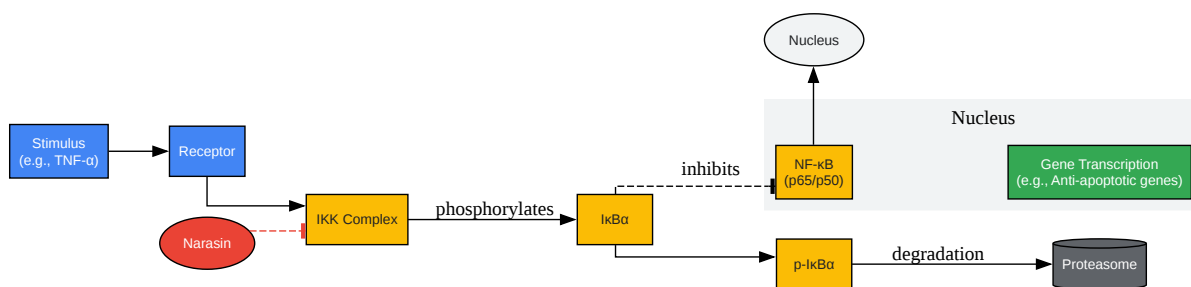 Nucleus
Nucleus
Stimulus
(e.g., TNF-α)
Receptor
inhibits
NF-κB
(p65/p50)
Gene Transcription
(e.g., Anti-apoptotic genes)
IKK Complex
phosphorylates
IκBα
Narasin
p-IκBα
degradation
Proteasome